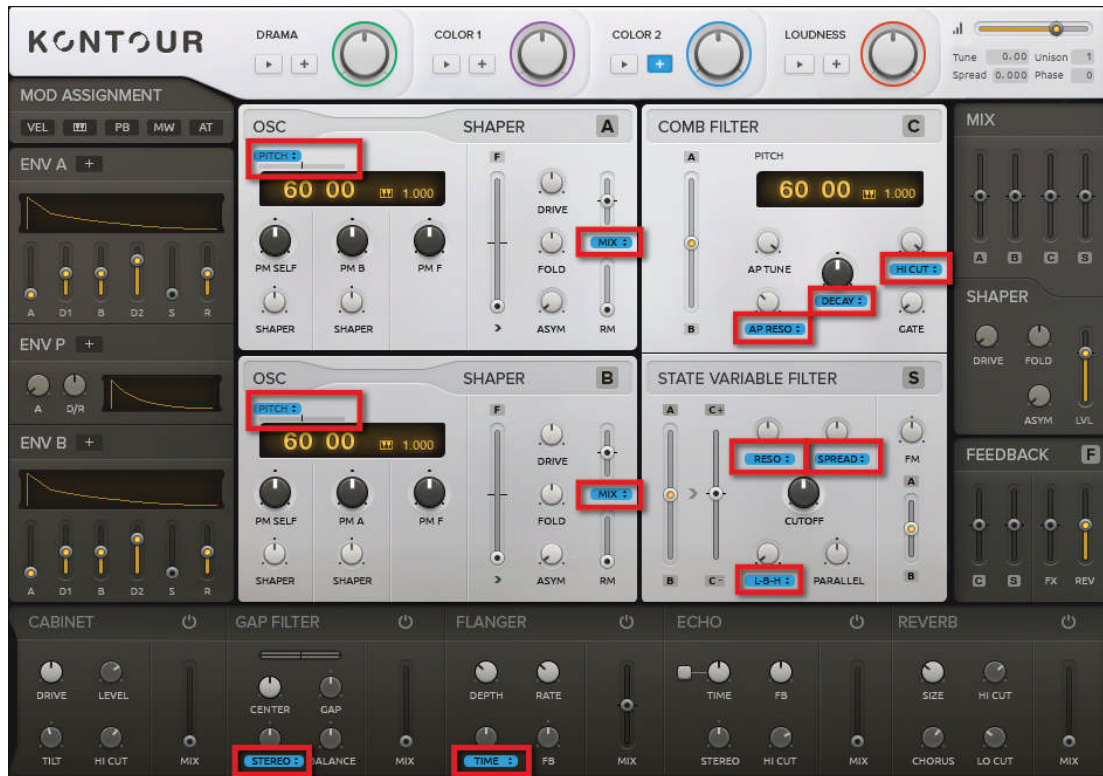 KONTOUR
DRAMA
COLOR 1
COLOR 2
LOUDNESS
Tune 0.00 Unison 1
Spread 0.000 Phase 0
MOD ASSIGNMENT
VEL PB MW AT
ENV A +
A D1 B D2 S R
ENV P +
A D/R
ENV B +
A D1 B D2 S R
OSC SHAPER A
PITCH
60 00 1.000
F
DRIVE
MIX
PM SELF PM B PM F
FOLD
SHAPER SHAPER
> ASYM RM
OSC SHAPER B
PITCH
60 00 1.000
F
DRIVE
MIX
PM SELF PM A PM F
FOLD
SHAPER SHAPER
> ASYM RM
COMB FILTER C
A
PITCH
60 00 1.000
AP TUNE
HI CUT
DECAY
B
AP RESO
GATE
STATE VARIABLE FILTER S
A C+
RESO SPREAD FM
>
A
CUTOFF
B C-
L-B-H PARALLEL B
MIX
A B C S
SHAPER
DRIVE FOLD
ASYM LVL
FEEDBACK F
C S FX REV
CABINET
DRIVE LEVEL
TILT HI CUT MIX
GAP FILTER
CENTER GAP
STEREO BALANCE MIX
FLANGER
DEPTH RATE
TIME FB MIX
ECHO
TIME FB
STEREO HI CUT MIX
REVERB
SIZE HI CUT
CHORUS LO CUT MIX